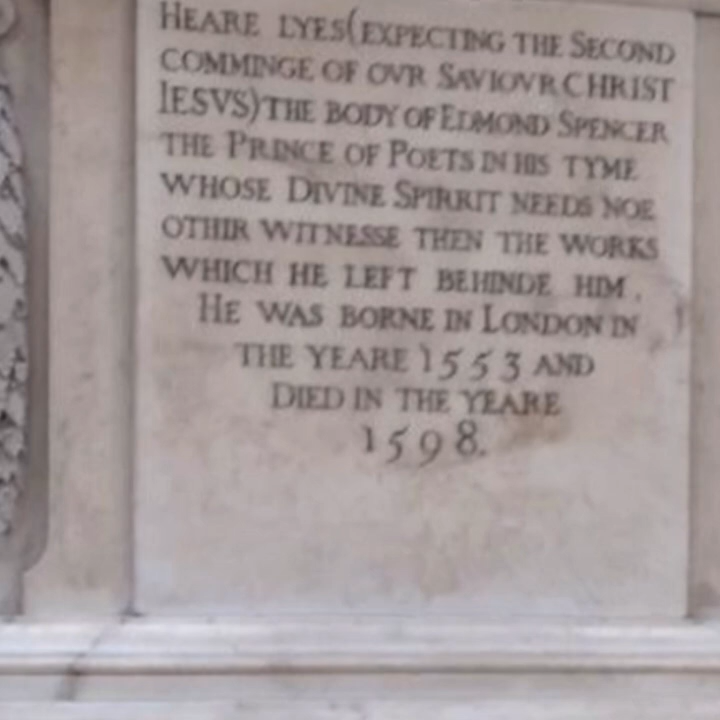 HEARE LYES (EXPECTING THE SECOND
COMMINGE OF OVR SAVIOVR CHRIST
IESVS) THE BODY OF EDMOND SPENCER
THE PRINCE OF POETS IN HIS TYME
WHOSE DIVINE SPIRRIT NEEDS NOE
OTHIR WITNESSE THEN THE WORKS
WHICH HE LEFT BEHINDE HIM.
HE WAS BORNE IN LONDON IN
THE YEARE 1553 AND
DIED IN THE YEARE
1598.